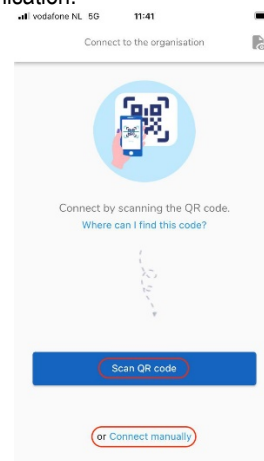 nisation.
vodafone NL 5G 11:41
Connect to the organisation
Connect by scanning the QR code.
Where can I find this code?
Scan QR code
or Connect manually